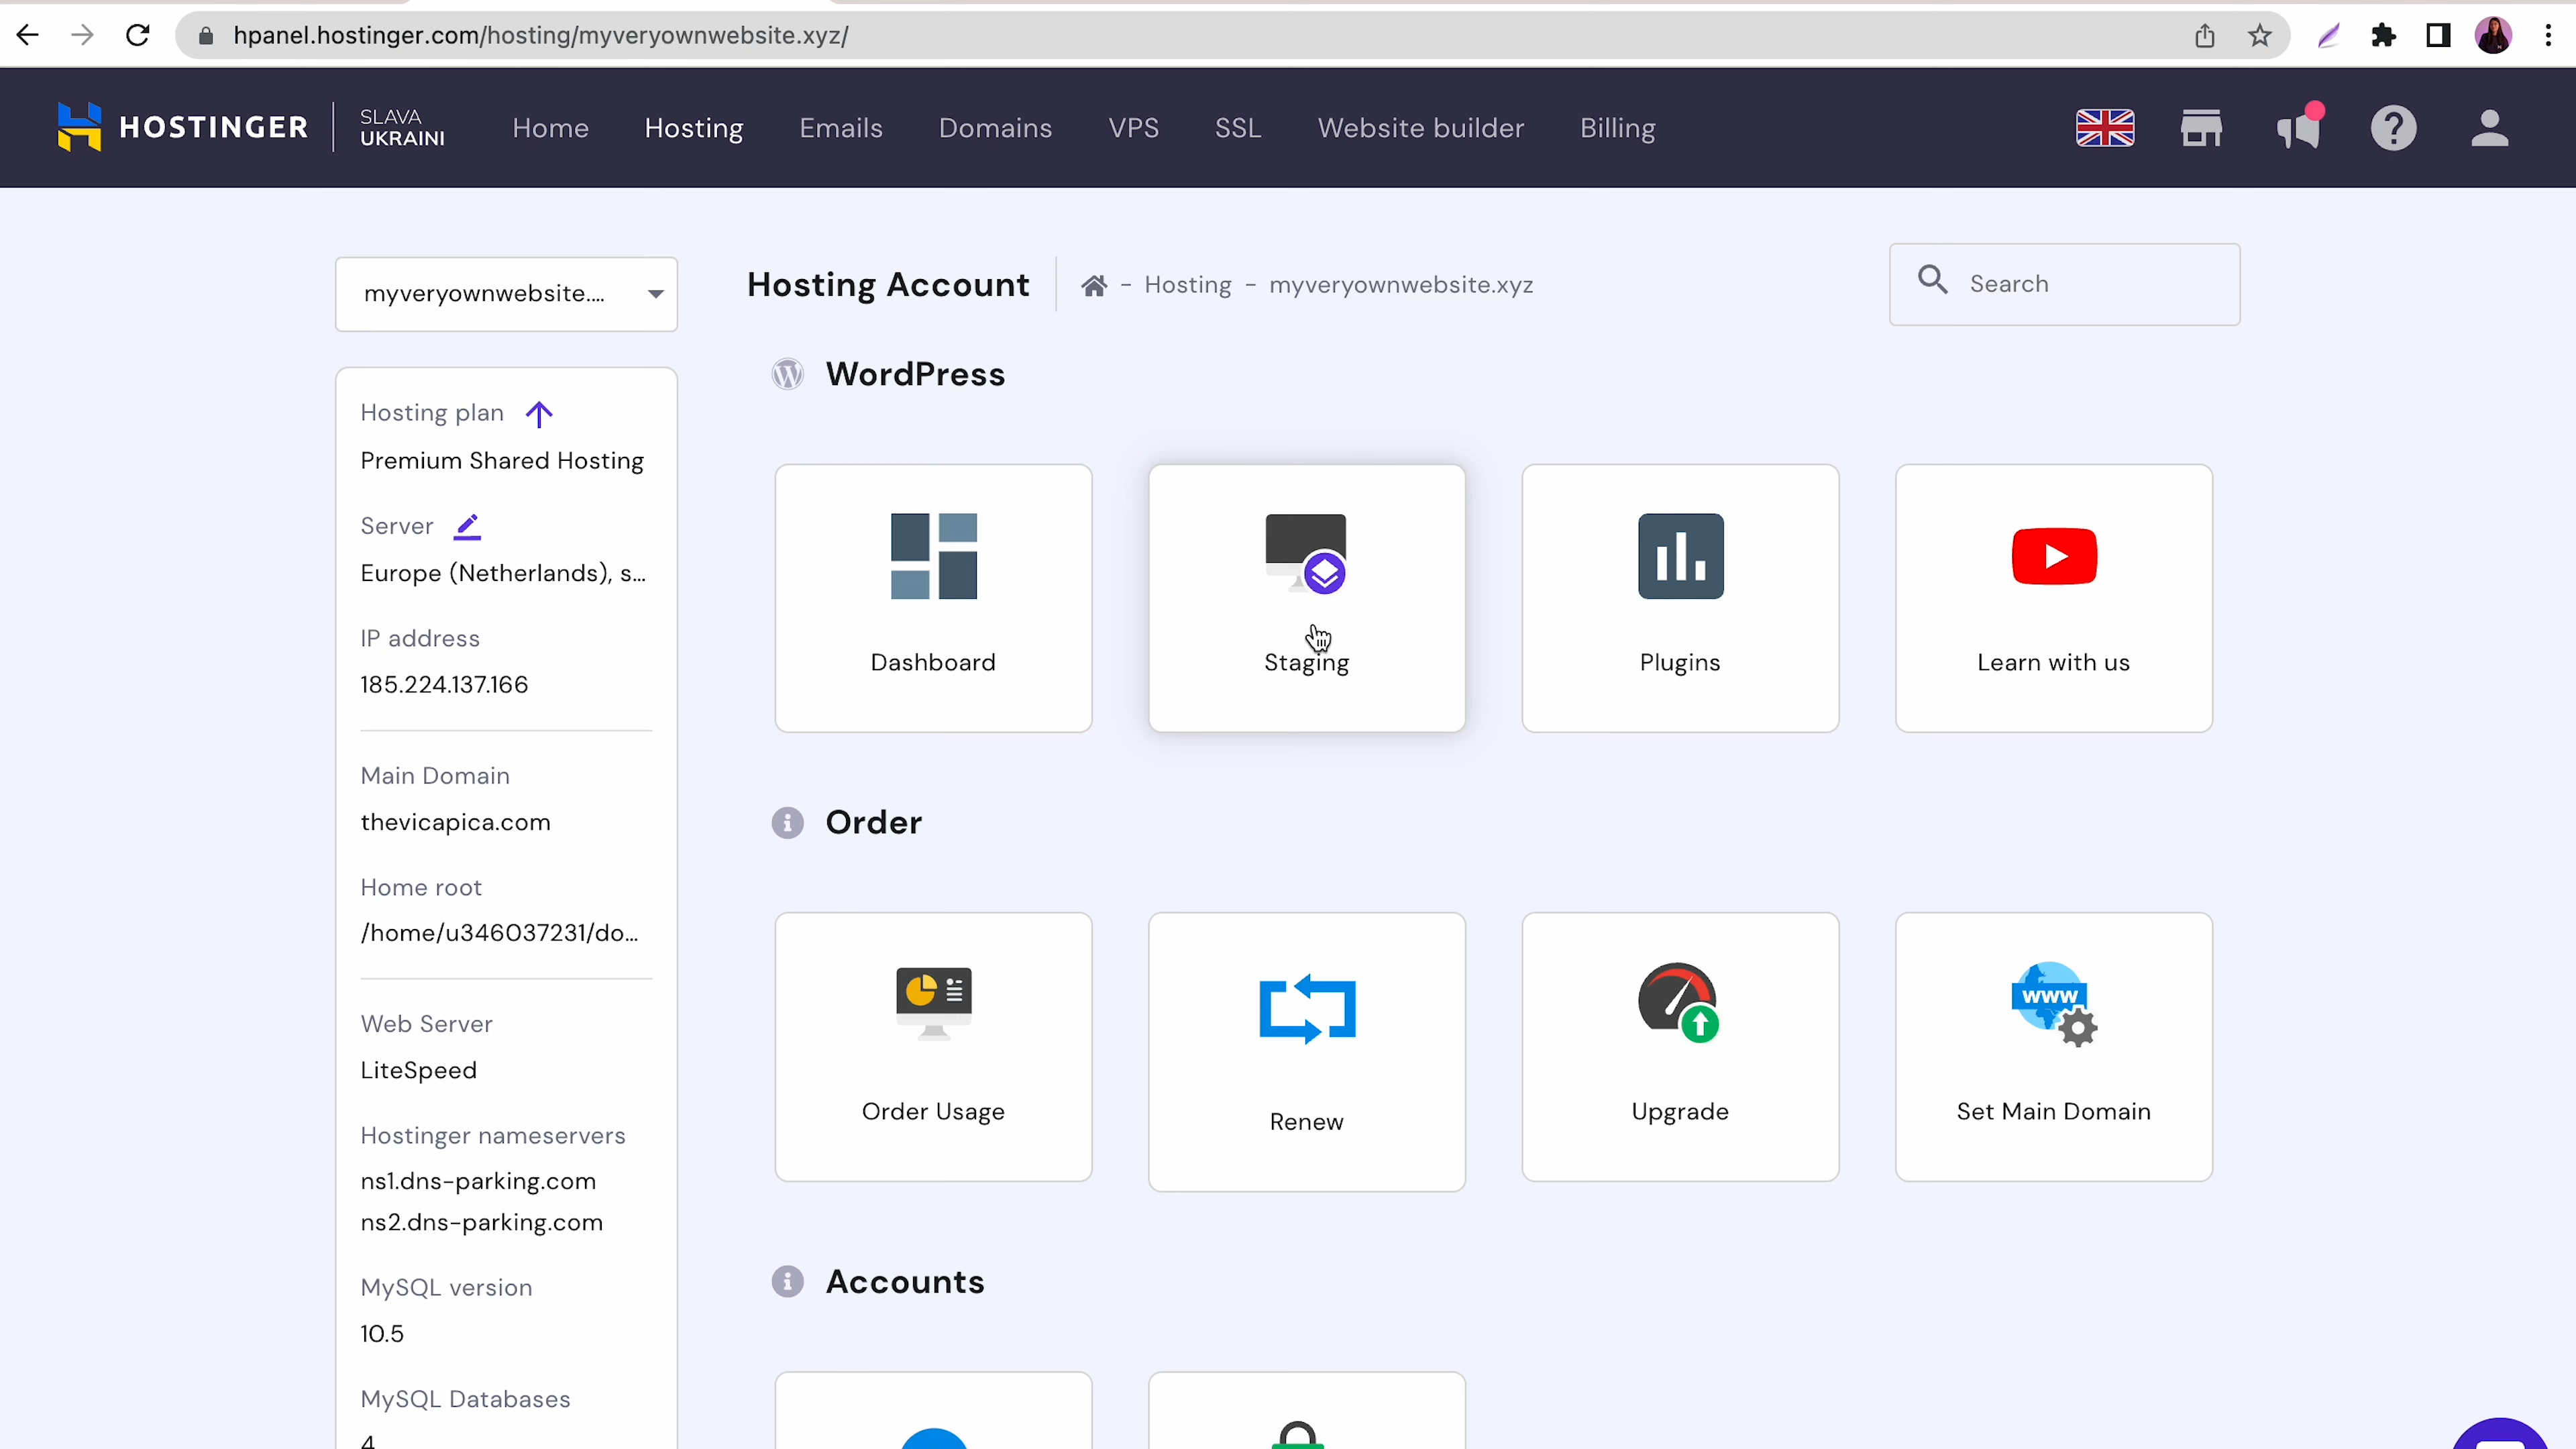 hpanel.hostinger.com/hosting/myveryownwebsite.xyz/
HOSTINGER
SLAVA
UKRAINI
Home
Hosting
Emails
Domains
VPS
SSL
Website builder
Billing
myveryownwebsite....
Hosting Account
- Hosting - myveryownwebsite.xyz
Search
Hosting plan
Premium Shared Hosting
Server
Europe (Netherlands), s...
IP address
185.224.137.166
Main Domain
thevicapica.com
Home root
/home/u346037231/do...
Web Server
LiteSpeed
Hostinger nameservers
ns1.dns-parking.com
ns2.dns-parking.com
MySQL version
10.5
MySQL Databases
4
WordPress
Dashboard
Staging
Plugins
Learn with us
Order
Order Usage
Renew
Upgrade
www
Set Main Domain
Accounts